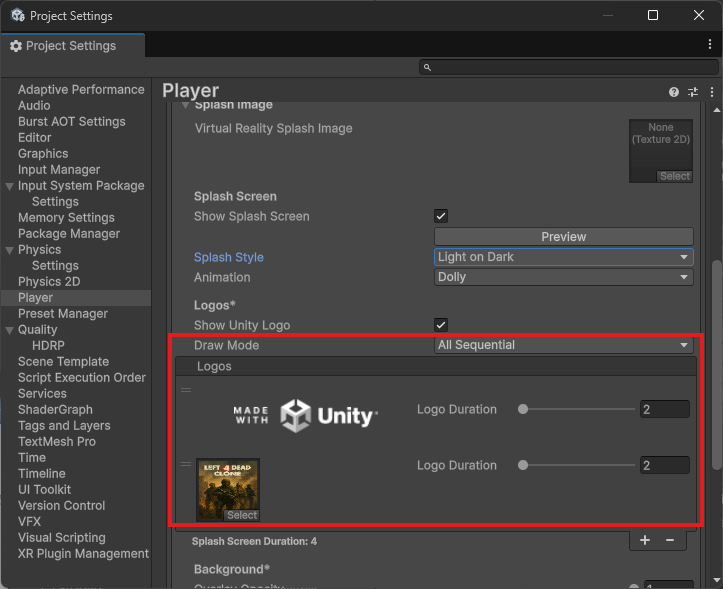 Project Settings
Project Settings
Adaptive Performance
Audio
Burst AOT Settings
Editor
Graphics
Input Manager
Input System Package
Settings
Memory Settings
Package Manager
Physics
Settings
Physics 2D
Player
Preset Manager
Quality
HDRP
Scene Template
Script Execution Order
Services
ShaderGraph
Tags and Layers
TextMesh Pro
Time
Timeline
UI Toolkit
Version Control
VFX
Visual Scripting
XR Plugin Management
Player
Splash Image
Virtual Reality Splash Image
None
(Texture 2D)
Select
Splash Screen
Show Splash Screen
Preview
Splash Style Light on Dark
Animation Dolly
Logos*
Show Unity Logo
Draw Mode All Sequential
Logos
MADE WITH Unity Logo Duration 2
LEFT 4 DEAD
CLONE
Select
Logo Duration 2
Splash Screen Duration: 4
Background*
Overlay Opacity 1